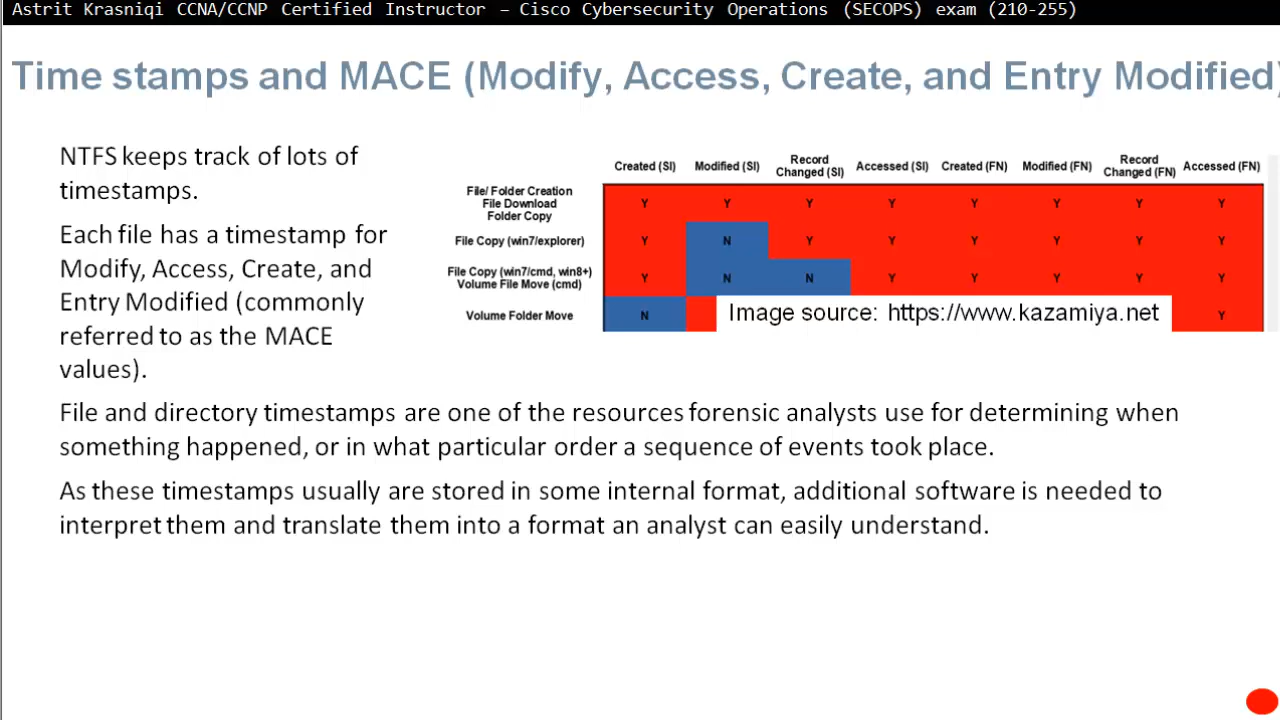 Astrit Krasniqi CCNA/CCNP Certified Instructor – Cisco Cybersecurity Operations (SECOPS) exam (210-255)
Time stamps and MACE (Modify, Access, Create, and Entry Modified)
NTFS keeps track of lots of
timestamps.
Each file has a timestamp for
Modify, Access, Create, and
Entry Modified (commonly
referred to as the MACE
values).
Created (SI) Modified (SI) Record Changed (SI) Accessed (SI) Created (FN) Modified (FN) Record Changed (FN) Accessed (FN)
File/ Folder Creation
File Download
Folder Copy
Y Y Y Y Y Y Y Y
File Copy (win7/explorer) Y N Y Y Y Y Y Y
File Copy (win7/cmd, win8+)
Volume File Move (cmd)
Y N N Y Y Y Y Y
Volume Folder Move N Y
Image source: https://www.kazamiya.net
File and directory timestamps are one of the resources forensic analysts use for determining when
something happened, or in what particular order a sequence of events took place.
As these timestamps usually are stored in some internal format, additional software is needed to
interpret them and translate them into a format an analyst can easily understand.